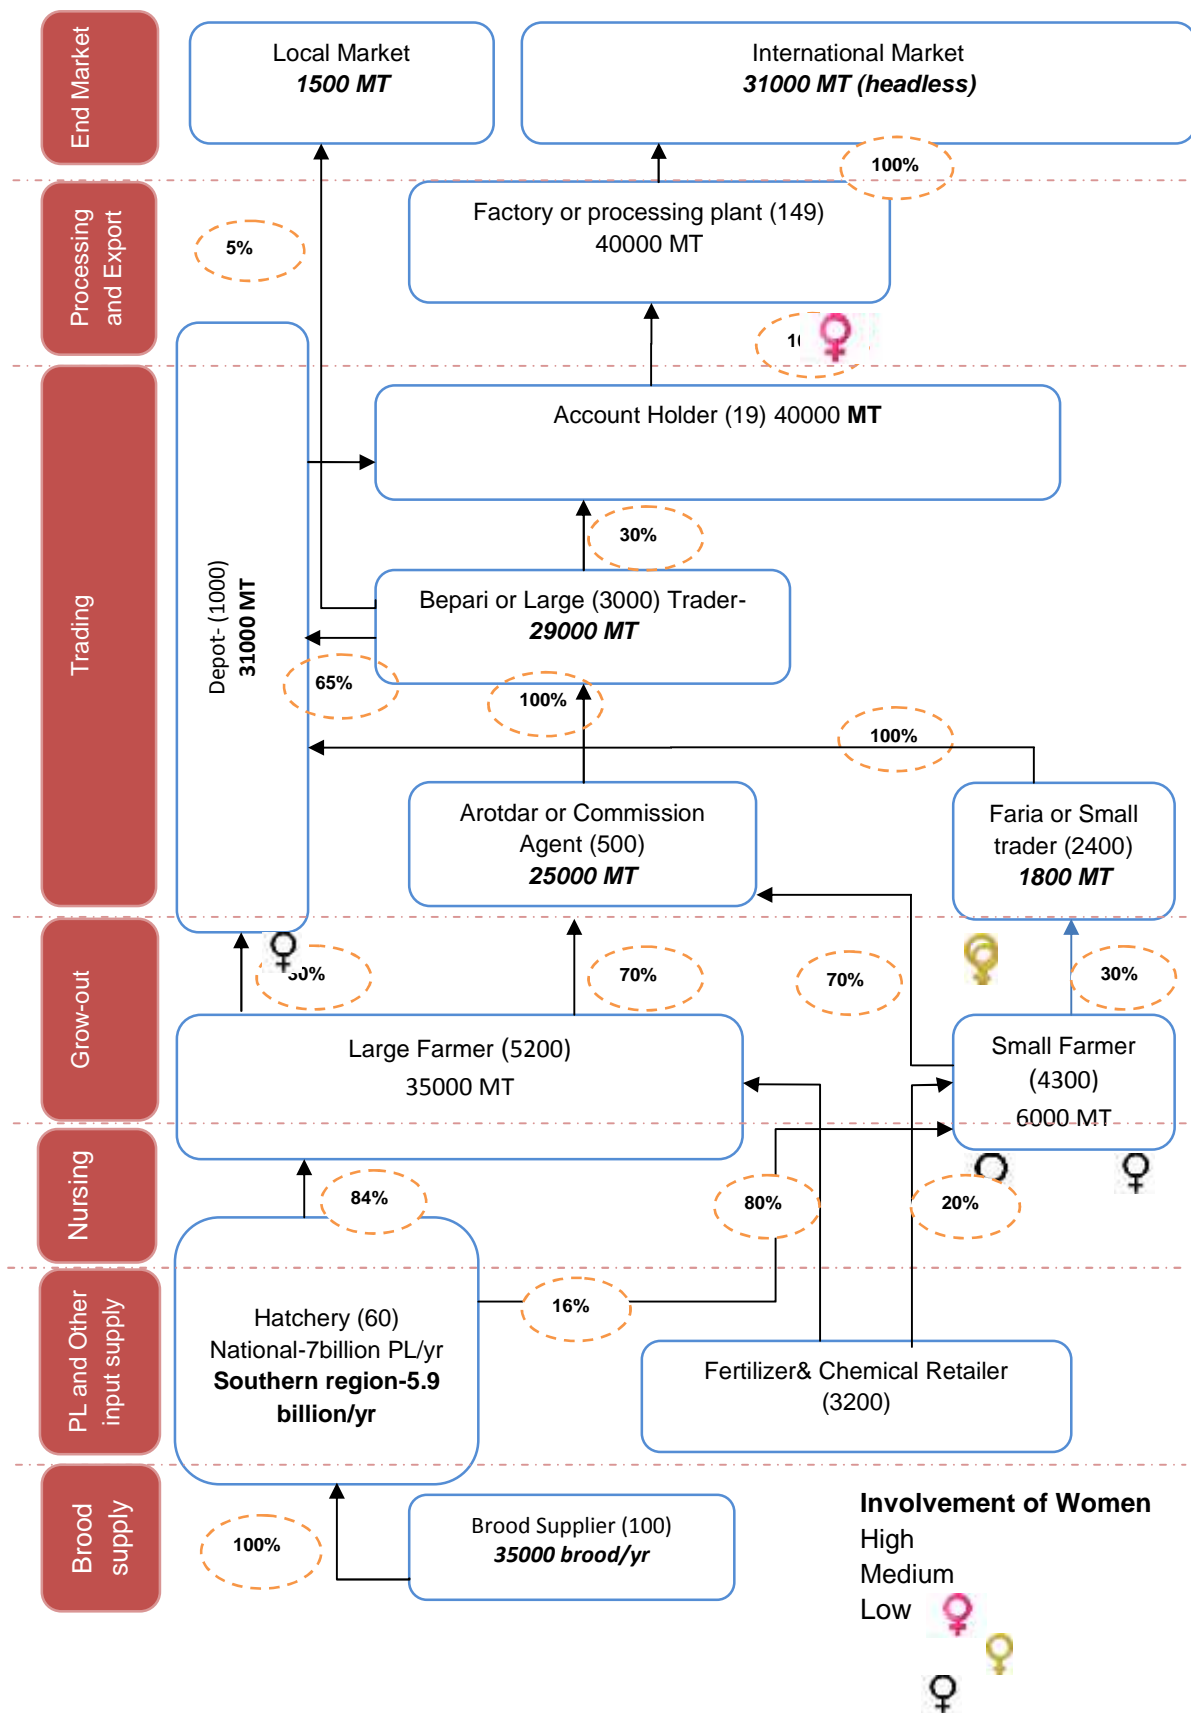 End Market
Local Market
1500 MT
International Market
31000 MT (headless)
100%
Processing
and Export
Factory or processing plant (149)
40000 MT
5%
Trading
Account Holder (19) 40000 MT
30%
Depot- (1000)
31000 MT
Bepari or Large (3000) Trader-
29000 MT
65%
100%
100%
Arotdar or Commission
Agent (500)
25000 MT
Faria or Small
trader (2400)
1800 MT
Grow-out
70%
70%
30%
Large Farmer (5200)
35000 MT
Small Farmer
(4300)
6000 MT
Nursing
84%
80%
20%
PL and Other
input supply
Hatchery (60)
National-7billion PL/yr
Southern region-5.9
billion/yr
16%
Fertilizer& Chemical Retailer
(3200)
Brood
supply
100%
Brood Supplier (100)
35000 brood/yr
Involvement of Women
High
Medium
Low